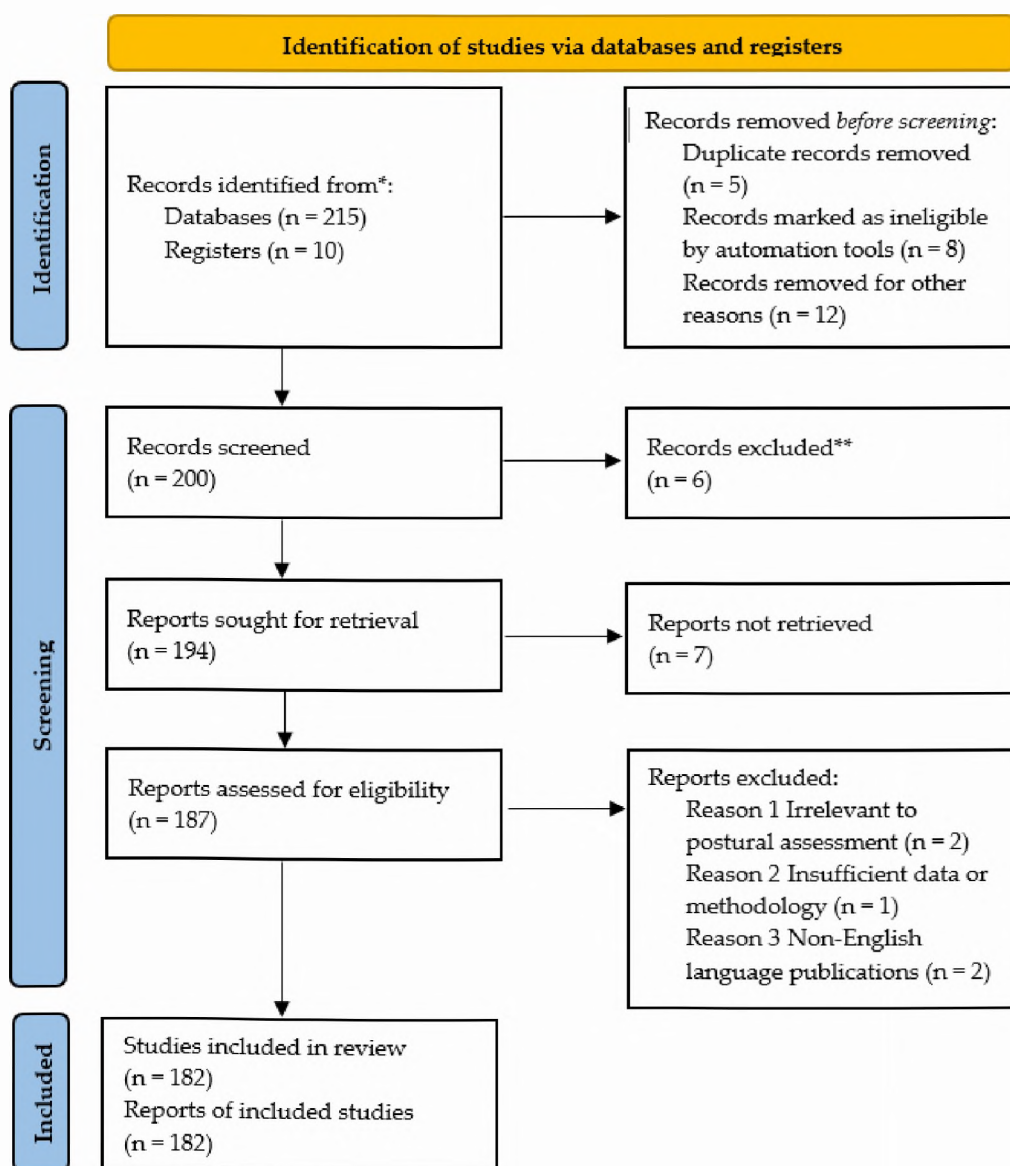 Identification of studies via databases and registers
Identification
Records identified from*:
Databases (n = 215)
Registers (n = 10)
Records removed before screening:
Duplicate records removed
(n = 5)
Records marked as ineligible
by automation tools (n = 8)
Records removed for other
reasons (n = 12)
Screening
Records screened
(n = 200)
Records excluded**
(n = 6)
Reports sought for retrieval
(n = 194)
Reports not retrieved
(n = 7)
Reports assessed for eligibility
(n = 187)
Reports excluded:
Reason 1 Irrelevant to
postural assessment (n = 2)
Reason 2 Insufficient data or
methodology (n = 1)
Reason 3 Non-English
language publications (n = 2)
Included
Studies included in review
(n = 182)
Reports of included studies
(n = 182)